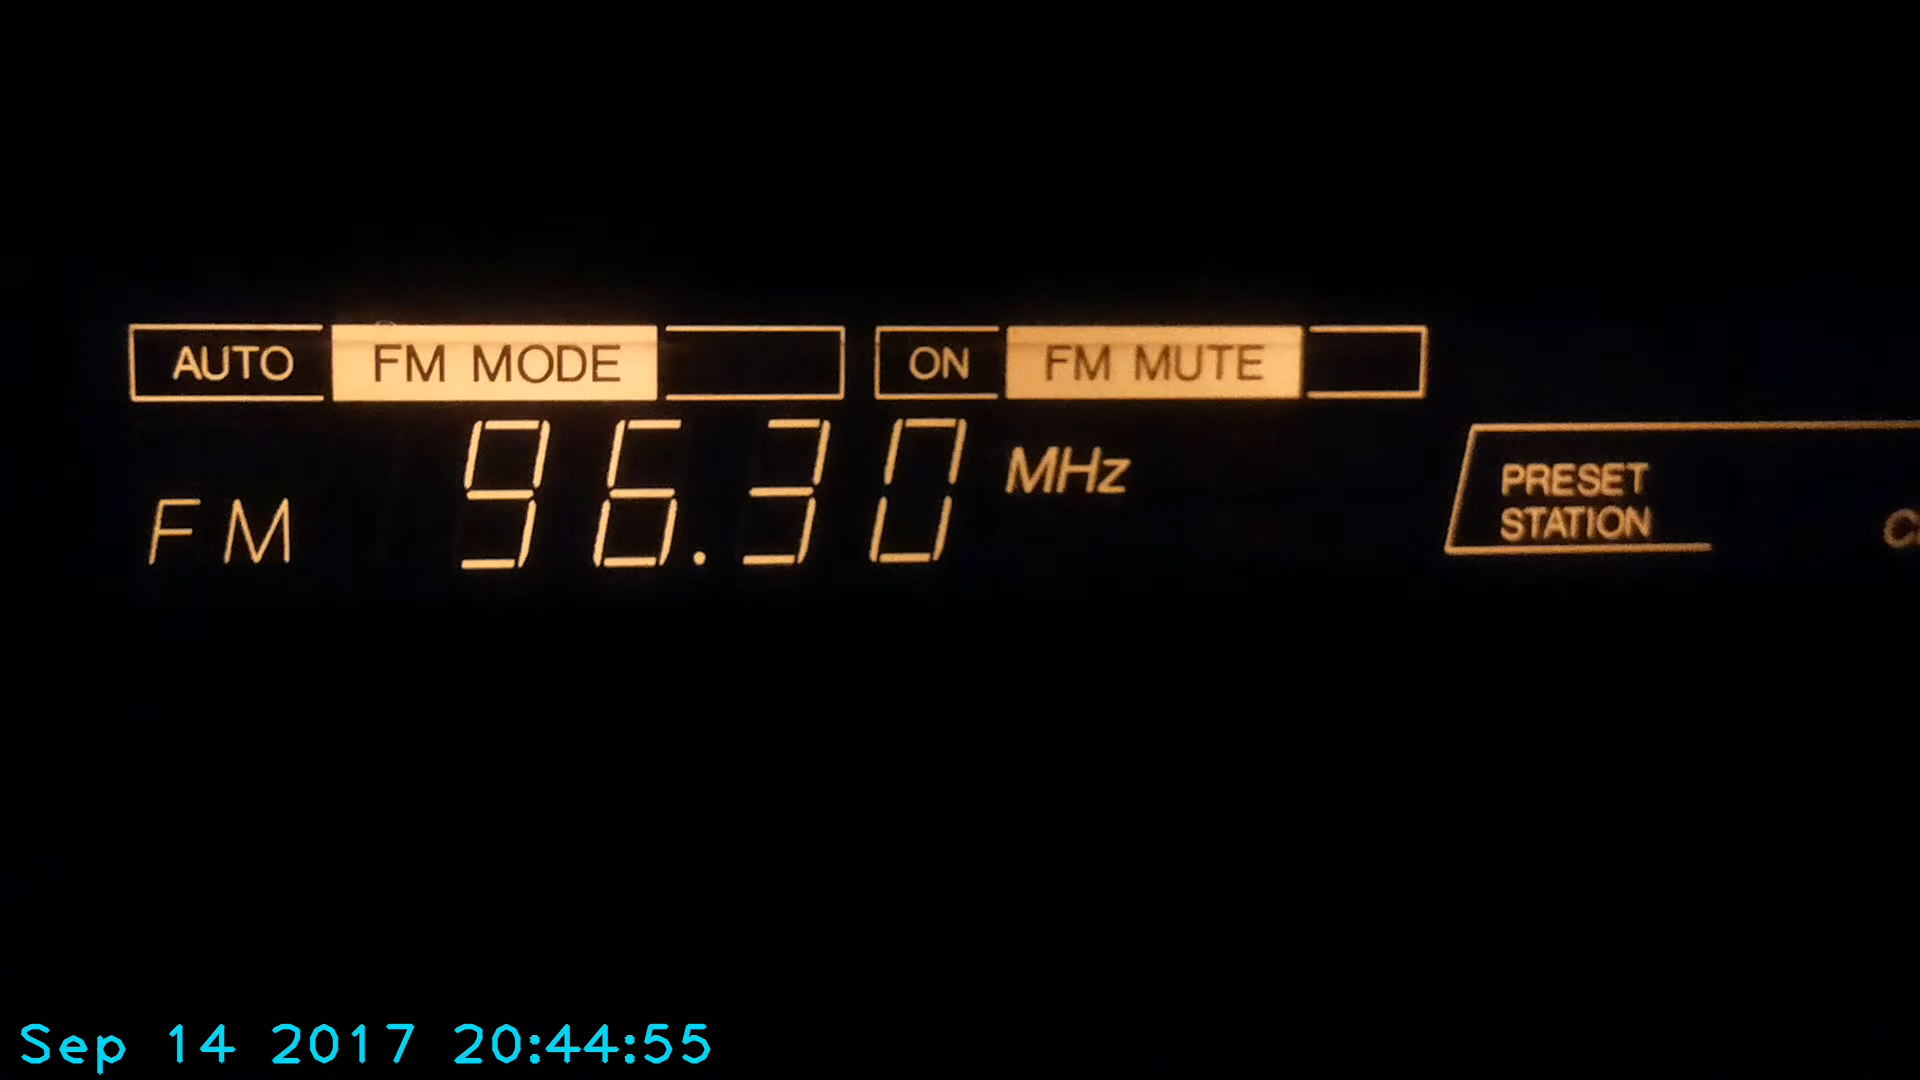 AUTO FM MODE ON FM MUTE
FM 96.30 MHz
PRESET
STATION
Sep 14 2017 20:44:55